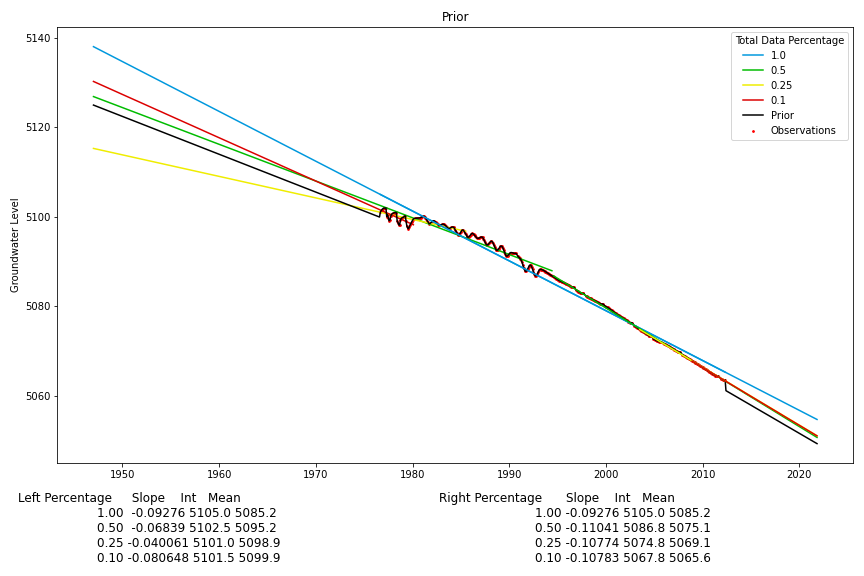 Prior
5140
5120
5100
5080
5060
Groundwater Level
Total Data Percentage
1.0
0.5
0.25
0.1
Prior
Observations
1950 1960 1970 1980 1990 2000 2010 2020
Left Percentage Slope Int Mean
1.00 -0.09276 5105.0 5085.2
0.50 -0.06839 5102.5 5095.2
0.25 -0.040061 5101.0 5098.9
0.10 -0.080648 5101.5 5099.9
Right Percentage Slope Int Mean
1.00 -0.09276 5105.0 5085.2
0.50 -0.11041 5086.8 5075.1
0.25 -0.10774 5074.8 5069.1
0.10 -0.10783 5067.8 5065.6